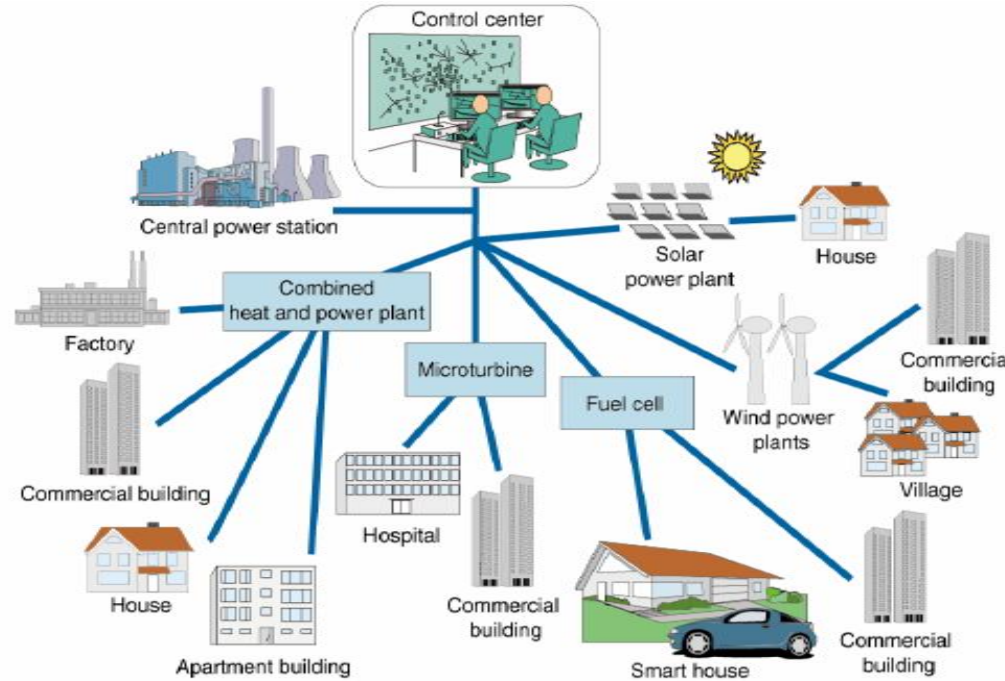 Control center
Central power station
Solar
power plant
House
Combined
heat and power plant
Factory
Microturbine
Fuel cell
Wind power
plants
Commercial
building
Commercial building
Hospital
Village
House
Apartment building
Commercial
building
Smart house
Commercial
building